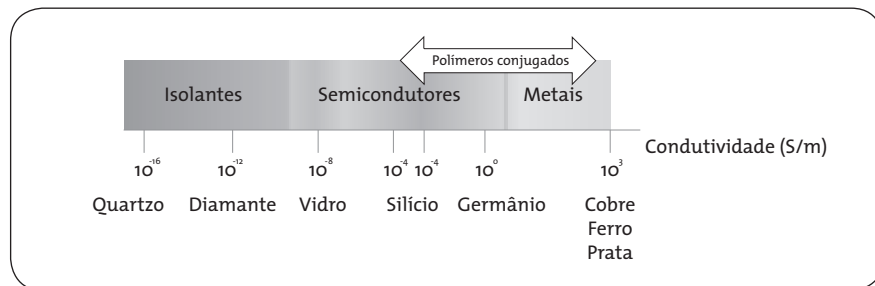 Polímeros conjugados
Isolantes Semicondutores Metais
Condutividade (S/m)
10⁻¹⁶ 10⁻¹² 10⁻⁸ 10⁻⁴ 10⁻⁴ 10⁰ 10³
Quartzo Diamante Vidro Silício Germânio Cobre
Ferro
Prata